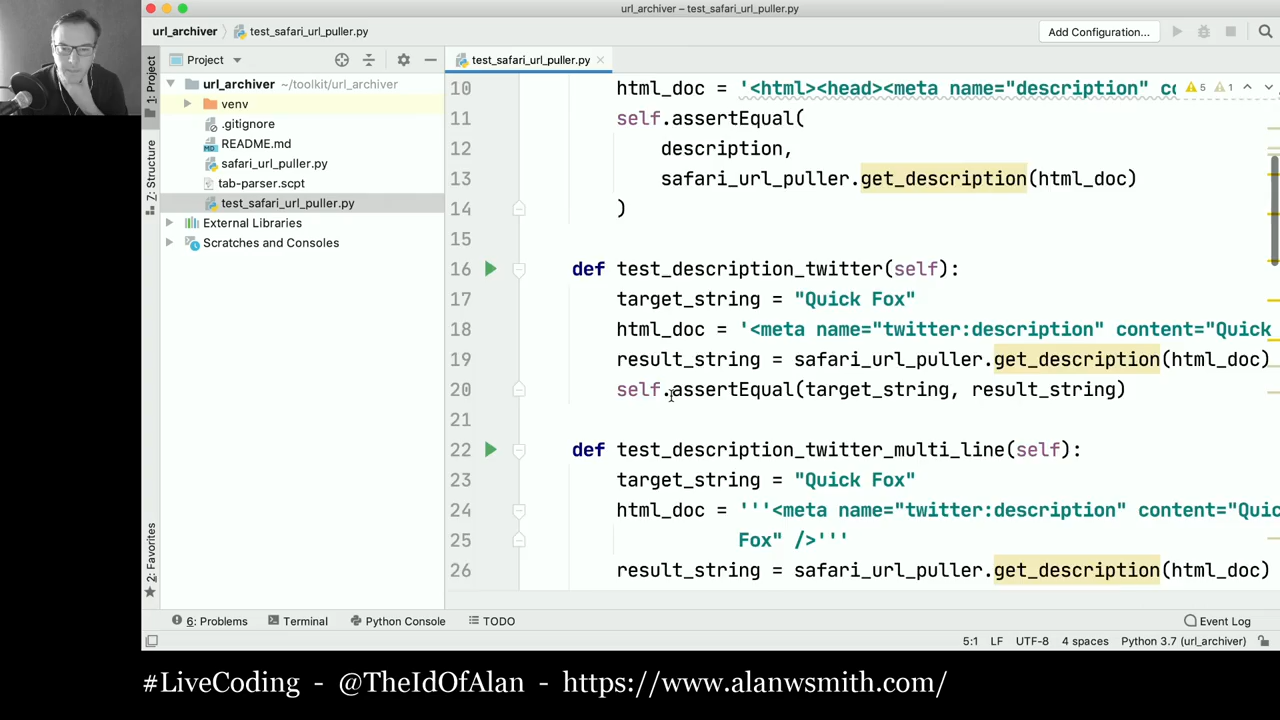 url_archiver – test_safari_url_puller.py
url_archiver
test_safari_url_puller.py
Add Configuration...
1: Project
Project
test_safari_url_puller.py
url_archiver ~/toolkit/url_archiver
venv
.gitignore
README.md
safari_url_puller.py
tab-parser.scpt
test_safari_url_puller.py
External Libraries
Scratches and Consoles
Z: Structure
2: Favorites
10 html_doc = '<html><head><meta name="description" co
5 1
11 self.assertEqual(
12 description,
13 safari_url_puller.get_description(html_doc)
14 )
15
16 def test_description_twitter(self):
17 target_string = "Quick Fox"
18 html_doc = '<meta name="twitter:description" content="Quick
19 result_string = safari_url_puller.get_description(html_doc)
20 self.assertEqual(target_string, result_string)
21
22 def test_description_twitter_multi_line(self):
23 target_string = "Quick Fox"
24 html_doc = '''<meta name="twitter:description" content="Quic
25 Fox" />'''
26 result_string = safari_url_puller.get_description(html_doc)
6: Problems
Terminal
Python Console
TODO
Event Log
5:1 LF UTF-8 4 spaces Python 3.7 (url_archiver)
#LiveCoding - @TheIdOfAlan - https://www.alanwsmith.com/